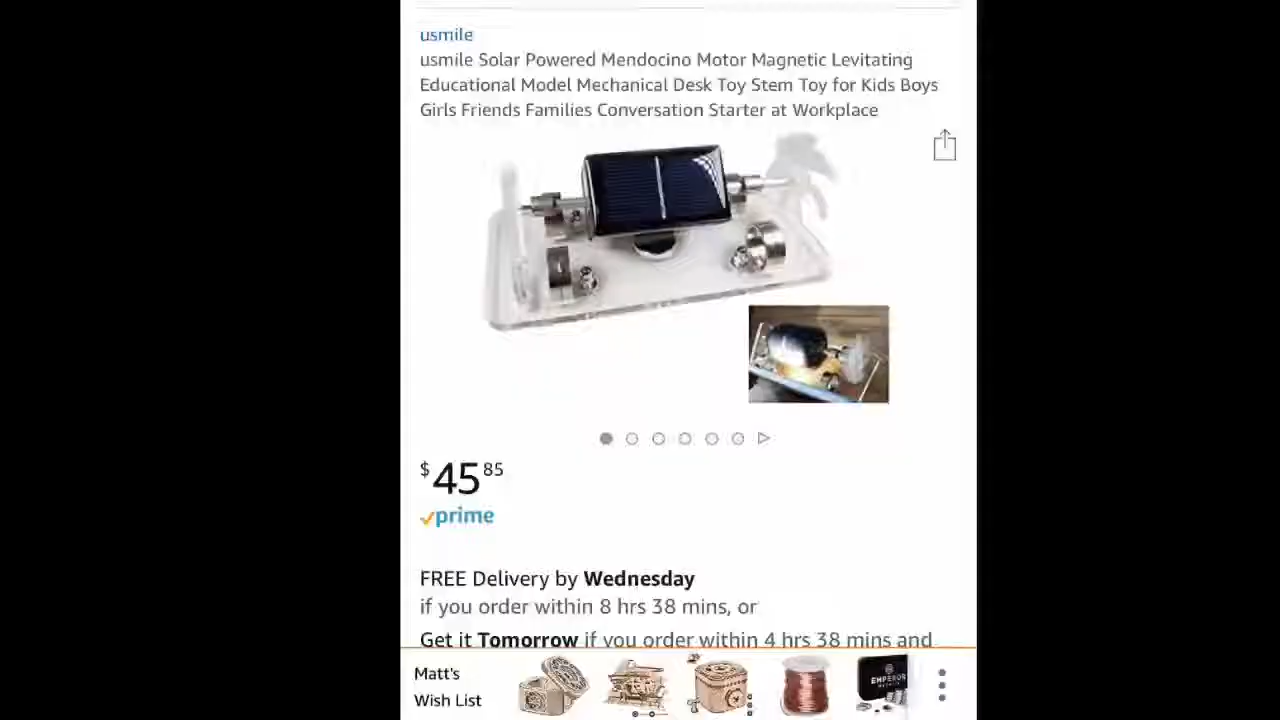 usmile
usmile Solar Powered Mendocino Motor Magnetic Levitating
Educational Model Mechanical Desk Toy Stem Toy for Kids Boys
Girls Friends Families Conversation Starter at Workplace
$45 85
prime
FREE Delivery by Wednesday
if you order within 8 hrs 38 mins, or
Get it Tomorrow if you order within 4 hrs 38 mins and
Matt's
Wish List
EMPEROR